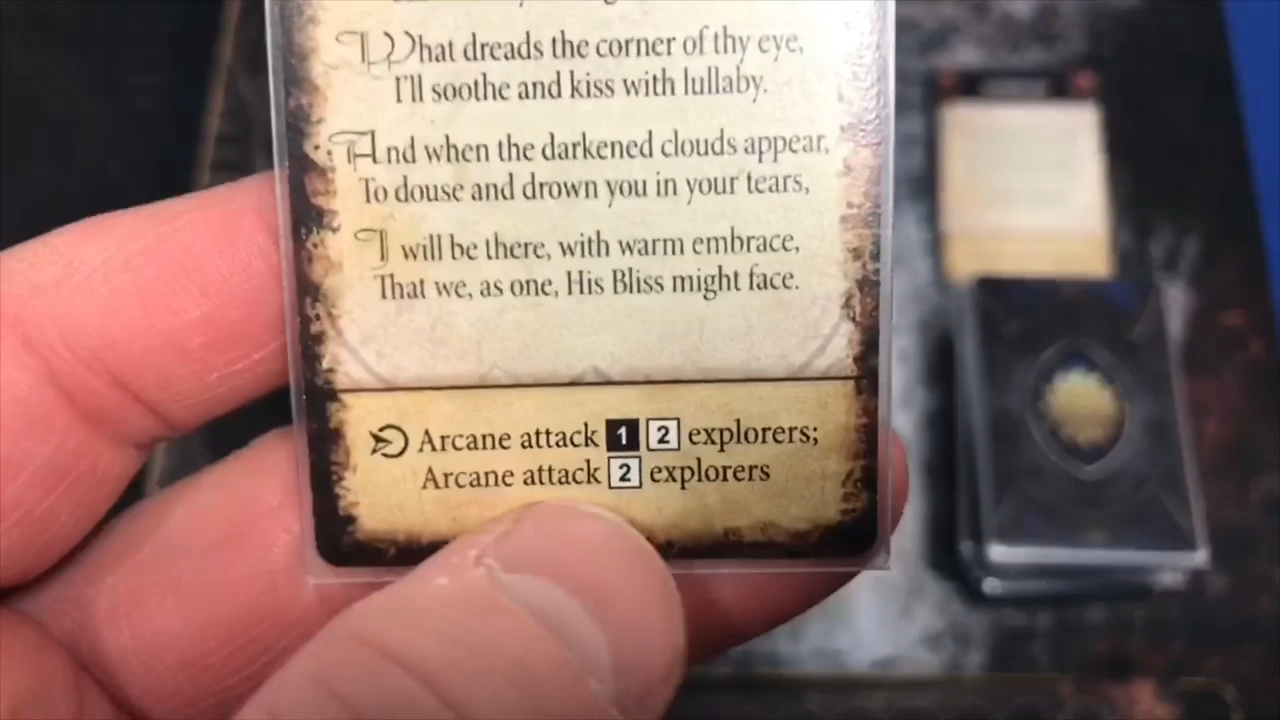 What dreads the corner of thy eye,
I'll soothe and kiss with lullaby.
And when the darkened clouds appear,
To douse and drown you in your tears,
I will be there, with warm embrace,
That we, as one, His Bliss might face.
Arcane attack 1 2 explorers;
Arcane attack 2 explorers